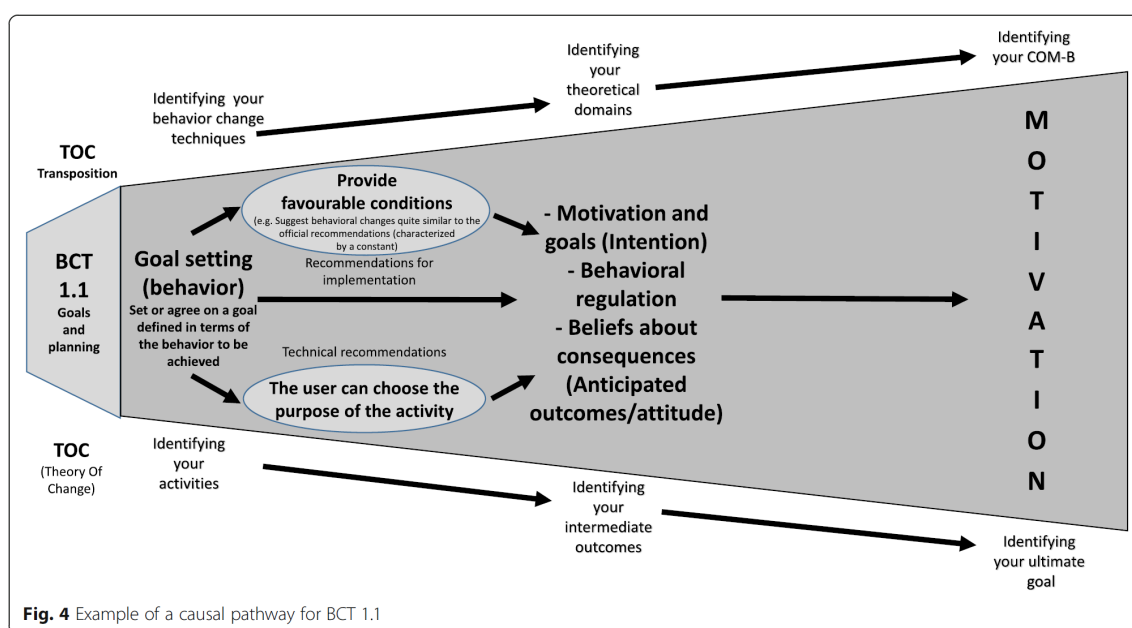 Identifying
your COM-B
Identifying
your
theoretical
domains
Identifying your
behavior change
techniques
TOC
Transposition
BCT
1.1
Goals
and
planning
Goal setting
(behavior)
Set or agree on a goal
defined in terms of
the behavior to be
achieved
Provide
favourable conditions
(e.g. Suggest behavioral changes quite similar to the
official recommendations (characterized
by a constant)
Recommendations for
implementation
Technical recommendations
The user can choose the
purpose of the activity
- Motivation and
goals (Intention)
- Behavioral
regulation
- Beliefs about
consequences
(Anticipated
outcomes/attitude)
M
O
T
I
V
A
T
I
O
N
TOC
(Theory Of
Change)
Identifying
your
activities
Identifying
your
intermediate
outcomes
Identifying
your ultimate
goal
Fig. 4 Example of a causal pathway for BCT 1.1